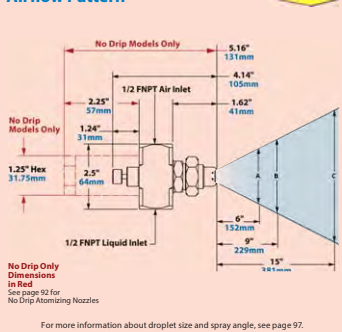 Airflow Pattern
No Drip Models Only
5.16"
131mm
4.14"
105mm
1/2 FNPT Air Inlet
2.25"
57mm
1.62"
41mm
No Drip
Models Only
1.24"
31mm
1.25" Hex
31.75mm
2.5"
64mm
A
B
C
6"
152mm
1/2 FNPT Liquid Inlet
9"
229mm
15"
381mm
No Drip Only
Dimensions
in Red
See page 92 for
No Drip Atomizing Nozzles
For more information about droplet size and spray angle, see page 97.